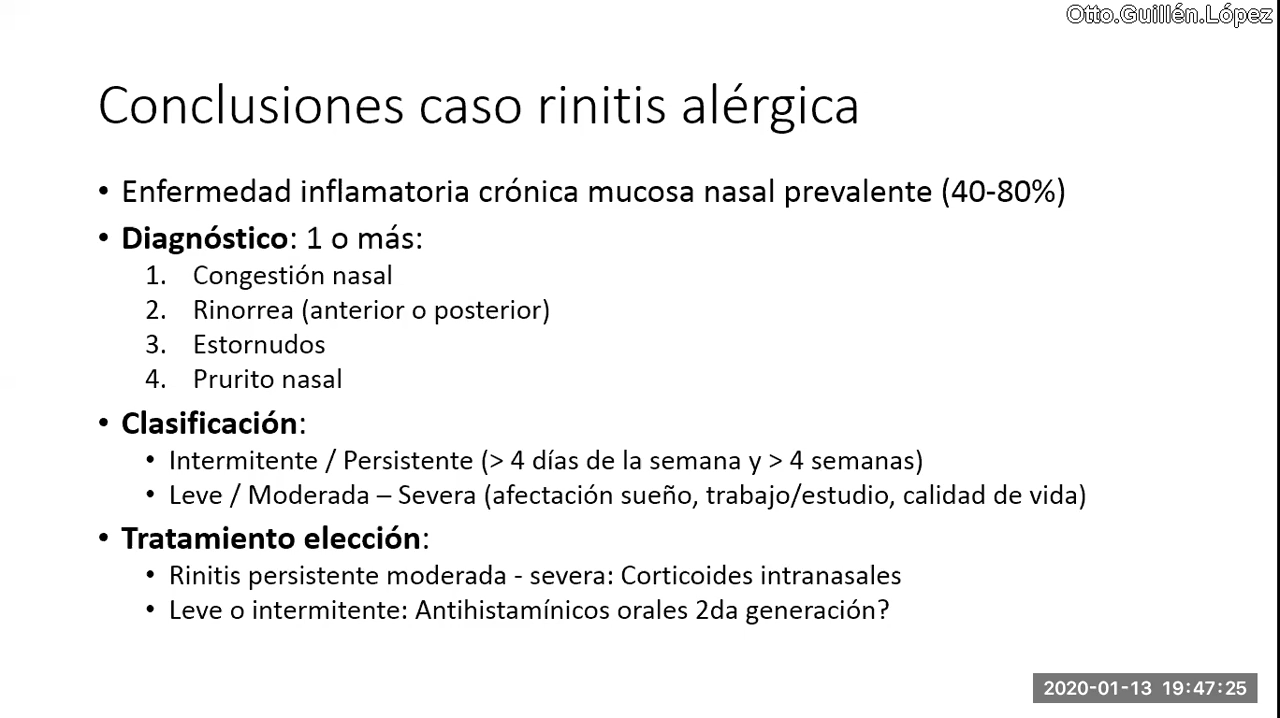 Otto.Guillén.López
Conclusiones caso rinitis alérgica
• Enfermedad inflamatoria crónica mucosa nasal prevalente (40-80%)
• Diagnóstico: 1 o más:
1. Congestión nasal
2. Rinorrea (anterior o posterior)
3. Estornudos
4. Prurito nasal
• Clasificación:
• Intermitente / Persistente (> 4 días de la semana y > 4 semanas)
• Leve / Moderada – Severa (afectación sueño, trabajo/estudio, calidad de vida)
• Tratamiento elección:
• Rinitis persistente moderada - severa: Corticoides intranasales
• Leve o intermitente: Antihistamínicos orales 2da generación?
2020-01-13 19:47:25